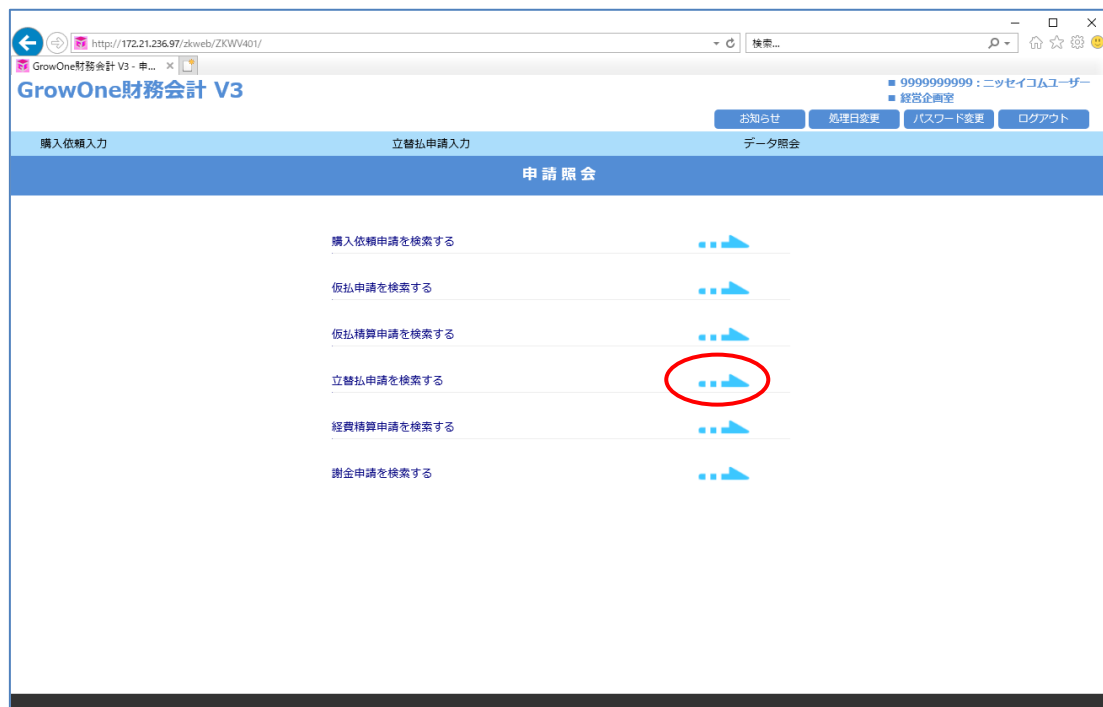 http://172.21.236.97/zkweb/ZKWV401/
検索...
GrowOne財務会計 V3 - 申...
GrowOne財務会計 V3
■ 9999999999：ニッセイコムユーザー
■ 経営企画室
お知らせ 処理日変更 パスワード変更 ログアウト
購入依頼入力 立替払申請入力 データ照会
申請照会
購入依頼申請を検索する
仮払申請を検索する
仮払精算申請を検索する
立替払申請を検索する
経費精算申請を検索する
謝金申請を検索する